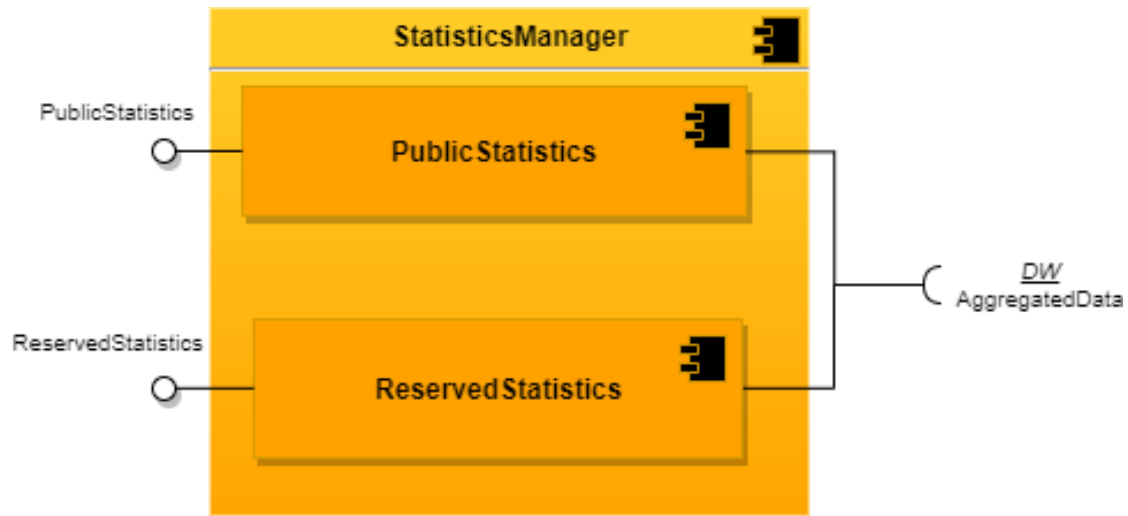 StatisticsManager
PublicStatistics
PublicStatistics
DW
AggregatedData
ReservedStatistics
ReservedStatistics